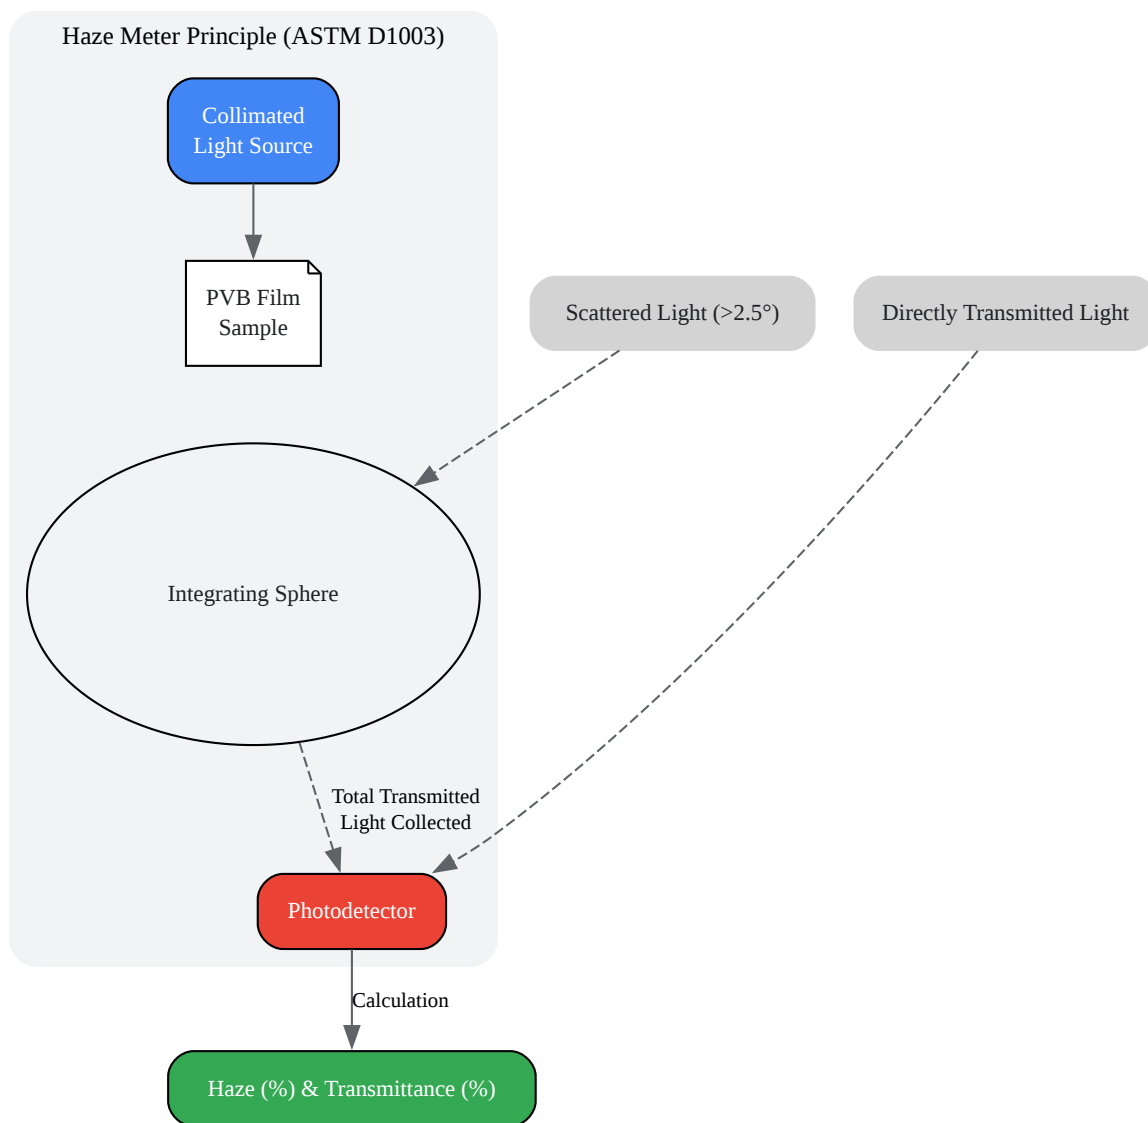 Haze Meter Principle (ASTM D1003)
Collimated
Light Source
PVB Film
Sample
Scattered Light (>2.5°)
Directly Transmitted Light
Integrating Sphere
Total Transmitted
Light Collected
Photodetector
Calculation
Haze (%) & Transmittance (%)